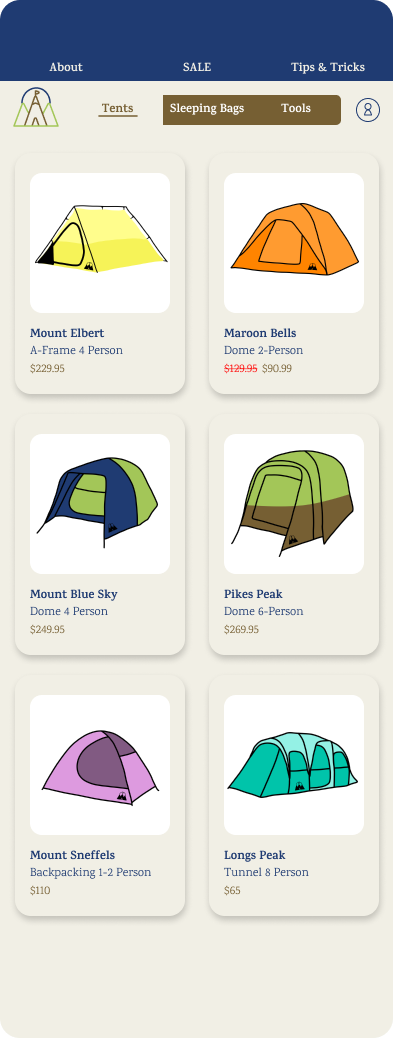 About SALE Tips & Tricks
Tents Sleeping Bags Tools
Mount Elbert
A-Frame 4 Person
$229.95
Maroon Bells
Dome 2-Person
$129.95 $90.99
Mount Blue Sky
Dome 4 Person
$249.95
Pikes Peak
Dome 6-Person
$269.95
Mount Sneffels
Backpacking 1-2 Person
$110
Longs Peak
Tunnel 8 Person
$65